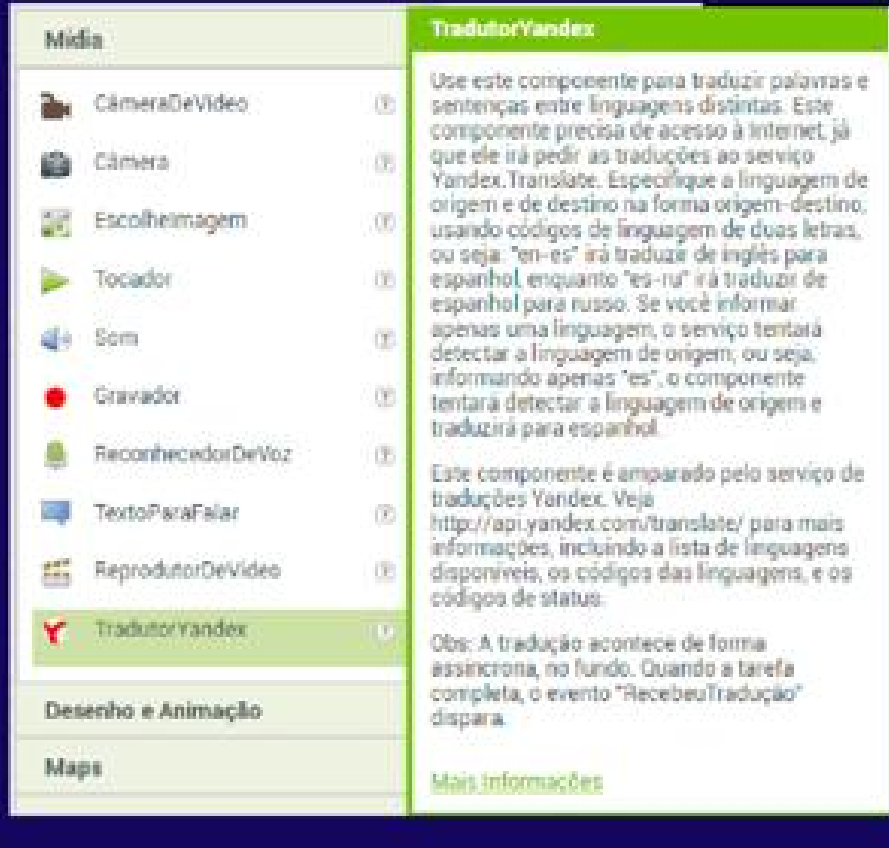 Mídia
CâmeraDeVídeo
Câmera
EscolheImagem
Tocador
Som
Gravador
ReconhecedorDeVoz
TextoParaFalar
ReprodutorDeVídeo
TradutorYandex
Desenho e Animação
Maps
TradutorYandex
Use este componente para traduzir palavras e
sentenças entre linguagens distintas. Este
componente precisa de acesso à Internet, já
que ele irá pedir as traduções ao serviço
Yandex.Translate. Especifique a linguagem de
origem e de destino na forma origem-destino,
usando códigos de linguagem de duas letras,
ou seja: "en-es" irá traduzir de inglês para
espanhol, enquanto "es-ru" irá traduzir de
espanhol para russo. Se você informar
apenas uma linguagem, o serviço tentará
detectar a linguagem de origem, ou seja,
informando apenas "es", o componente
tentará detectar a linguagem de origem e
traduzirá para espanhol.
Este componente é amparado pelo serviço de
traduções Yandex. Veja
http://api.yandex.com/translate/ para mais
informações, incluindo a lista de linguagens
disponíveis, os códigos das linguagens, e os
códigos de status.
Obs: A tradução acontece de forma
assíncrona, no fundo. Quando a tarefa
completa, o evento "RecebeuTradução"
dispara.
Mais Informações